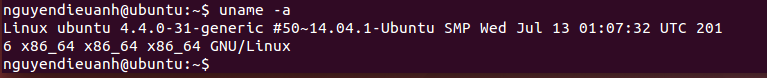 nguyendieuanh@ubuntu:~$ uname -a
Linux ubuntu 4.4.0-31-generic #50~14.04.1-Ubuntu SMP Wed Jul 13 01:07:32 UTC 201
6 x86_64 x86_64 x86_64 GNU/Linux
nguyendieuanh@ubuntu:~$